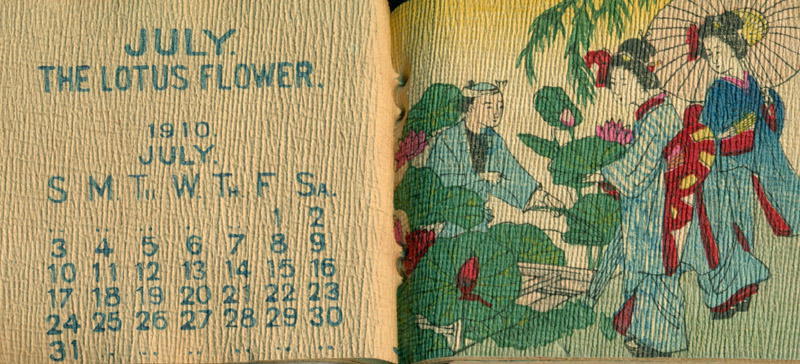 JULY.
THE LOTUS FLOWER.
1910.
JULY.
S M. TU W. TH F. SA.
.. .. .. .. .. 1 2
3 4 5 6 7 8 9
10 11 12 13 14 15 16
17 18 19 20 21 22 23
24 25 26 27 28 29 30
31 .. .. .. .. .. ..